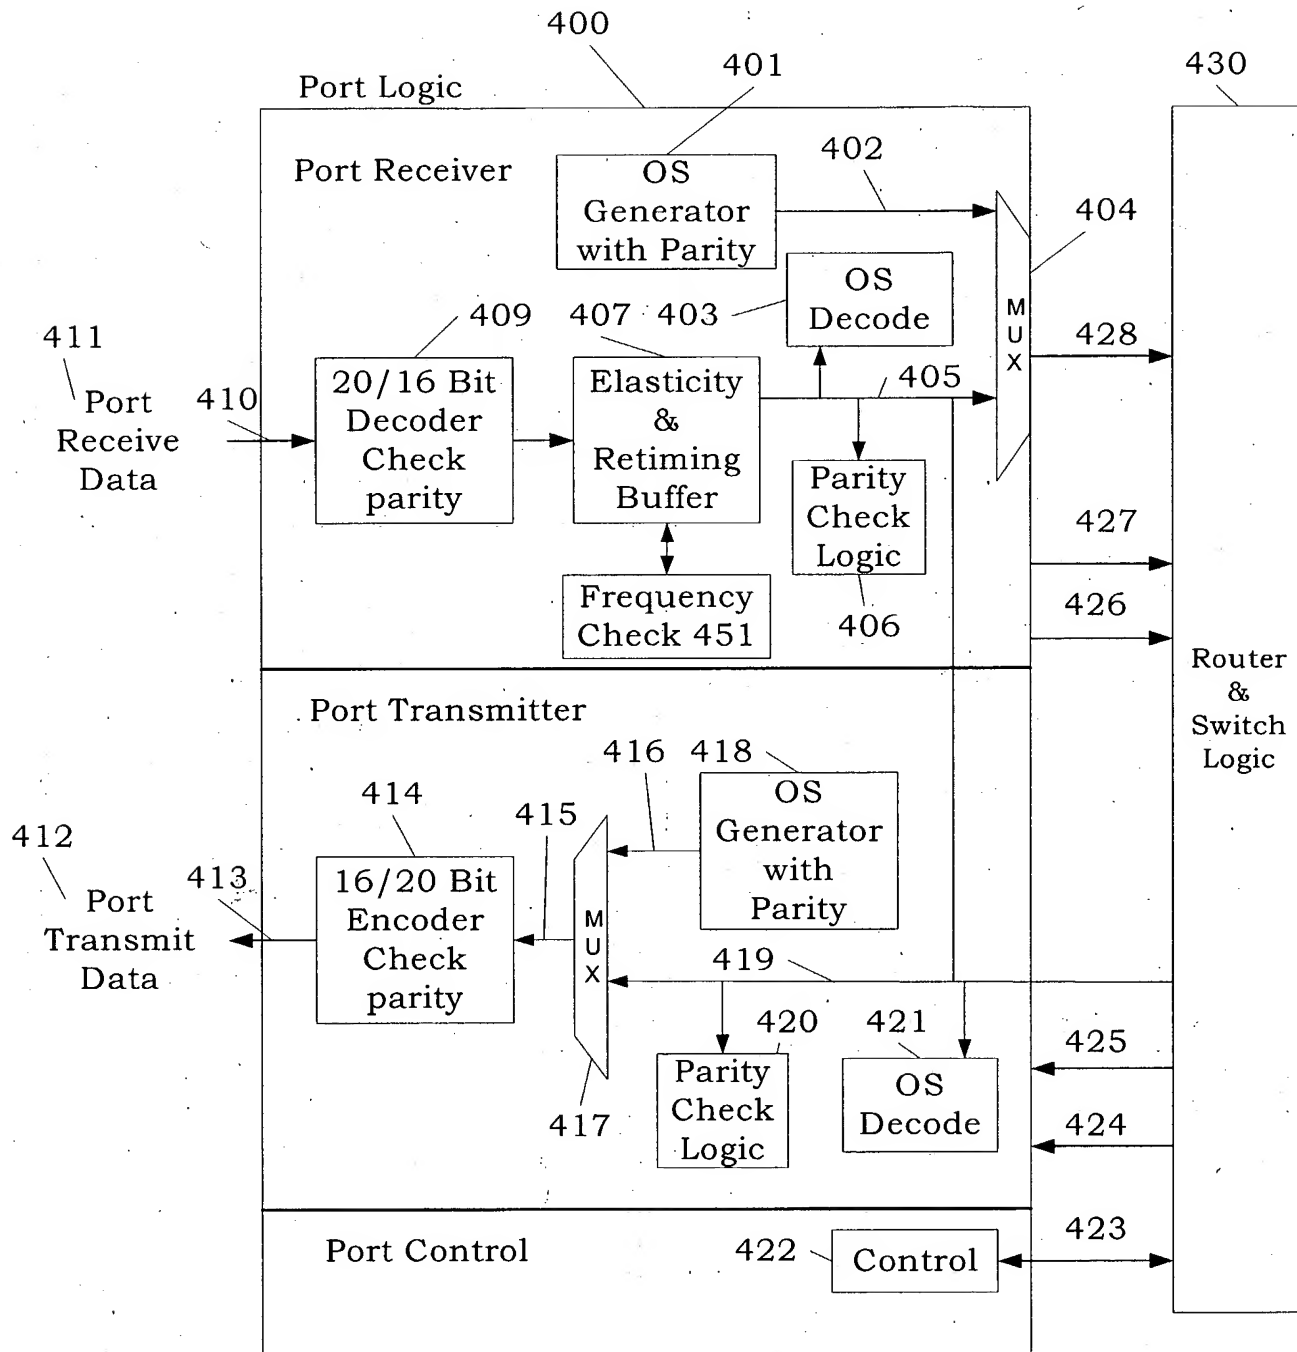 400
401
430
Port Logic
Port Receiver
OS
Generator
with Parity
402
404
OS
Decode
409
407
403
MUX
428
411
Port
Receive
Data
410
20/16 Bit
Decoder
Check
parity
Elasticity
&
Retiming
Buffer
405
Parity
Check
Logic
427
Frequency
Check 451
406
426
Router
&
Switch
Logic
Port Transmitter
416
418
OS
Generator
with
Parity
414
415
412
Port
Transmit
Data
413
16/20 Bit
Encoder
Check
parity
MUX
419
420
421
425
Parity
Check
Logic
OS
Decode
417
424
Port Control
422
Control
423